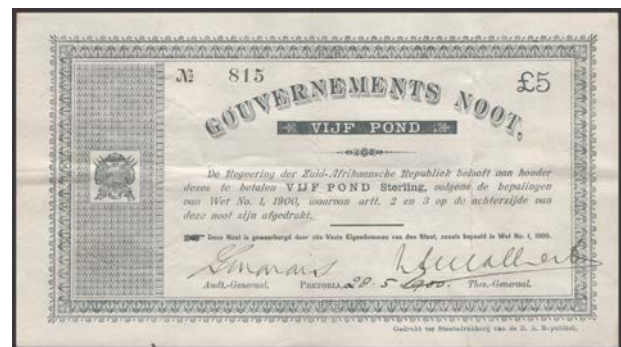 № 815 £5
GOUVERNEMENTS NOOT,
VIJF POND
De Regeering der Zuid-Afrikaansche Republiek belooft aan houder
dezes te betalen VIJF POND Sterling, volgens de bepalingen
van Wet No. 1, 1900, waarvan artt. 2 en 3 op de achterzijde van
deze noot zijn afgedrukt.
Deze Noot is gewaarborgd door alle Vaste Eigendommen van den Staat, zooals bepaald in Wet No. 1, 1900.
Audt.-Generaal. PRETORIA, 28. 5 1900. Thes.-Generaal.
Gedrukt ter Staatsdrukkerij van de Z. A. Republiek.